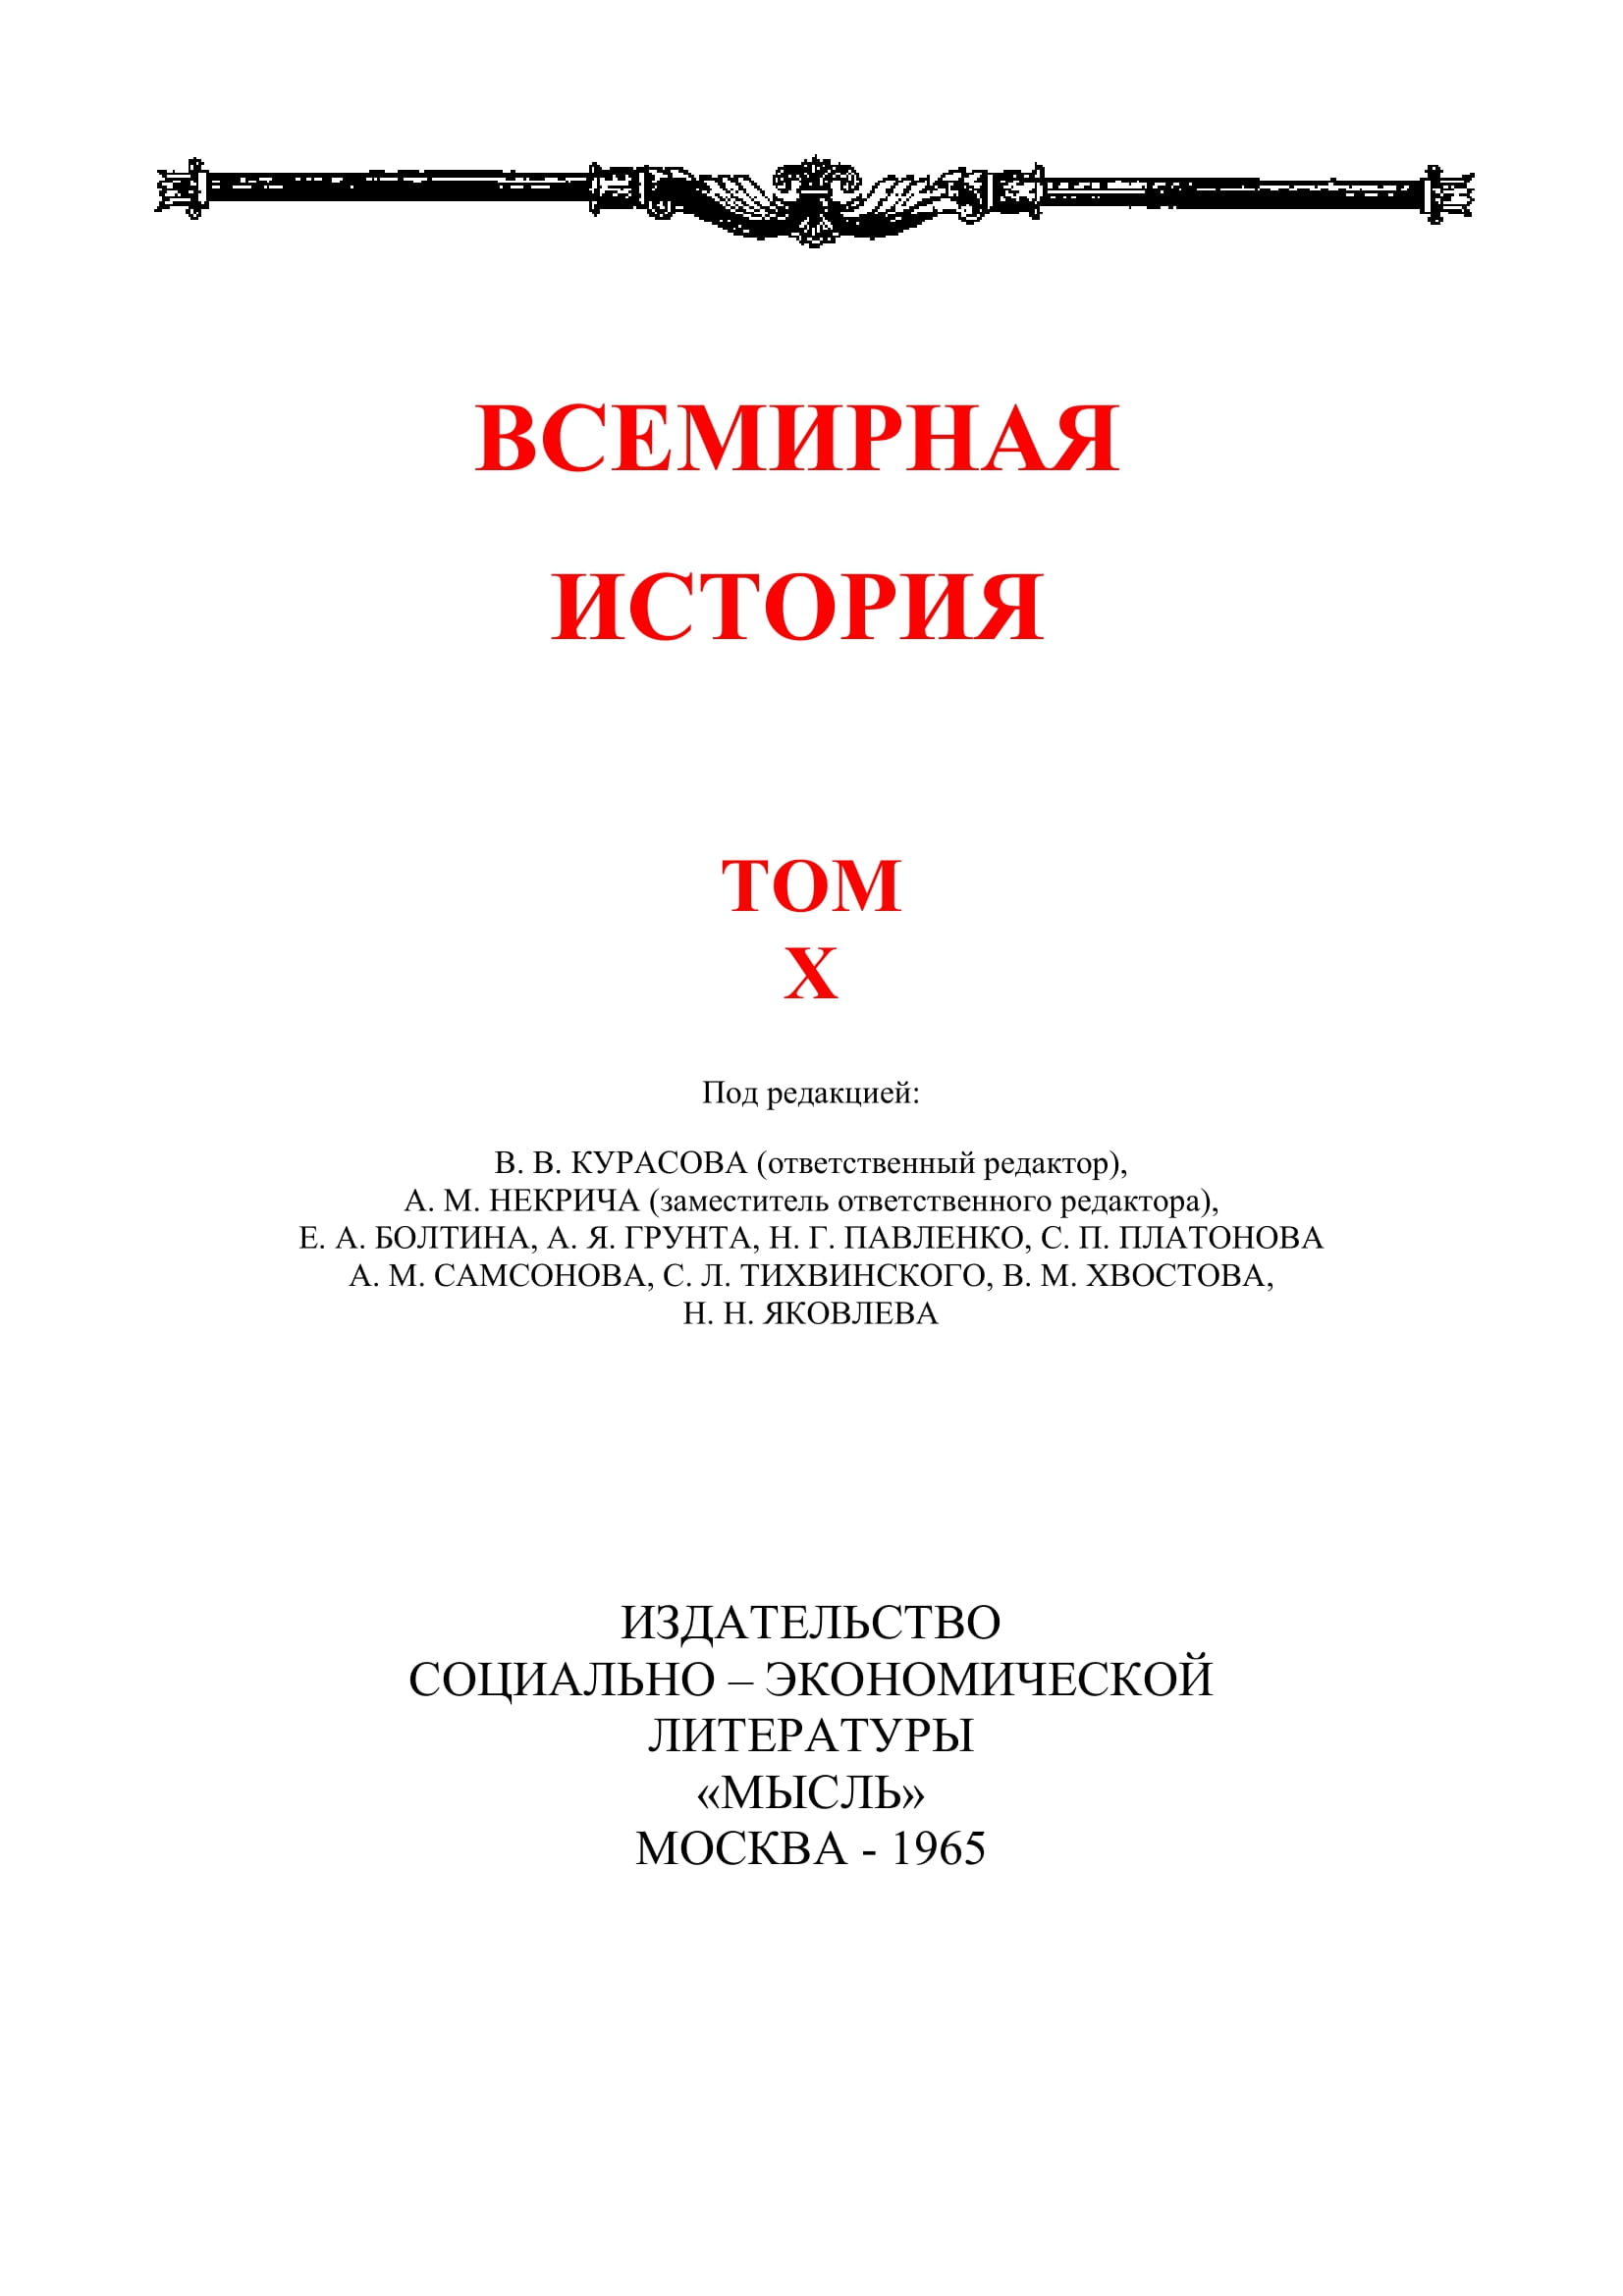 ВСЕМИРНАЯ
ИСТОРИЯ
ТОМ
X
Под редакцией:
В. В. КУРАСОВА (ответственный редактор),
А. М. НЕКРИЧА (заместитель ответственного редактора),
Е. А. БОЛТИНА, А. Я. ГРУНТА, Н. Г. ПАВЛЕНКО, С. П. ПЛАТОНОВА
А. М. САМСОНОВА, С. Л. ТИХВИНСКОГО, В. М. ХВОСТОВА,
Н. Н. ЯКОВЛЕВА
ИЗДАТЕЛЬСТВО
СОЦИАЛЬНО – ЭКОНОМИЧЕСКОЙ
ЛИТЕРАТУРЫ
«МЫСЛЬ»
МОСКВА - 1965